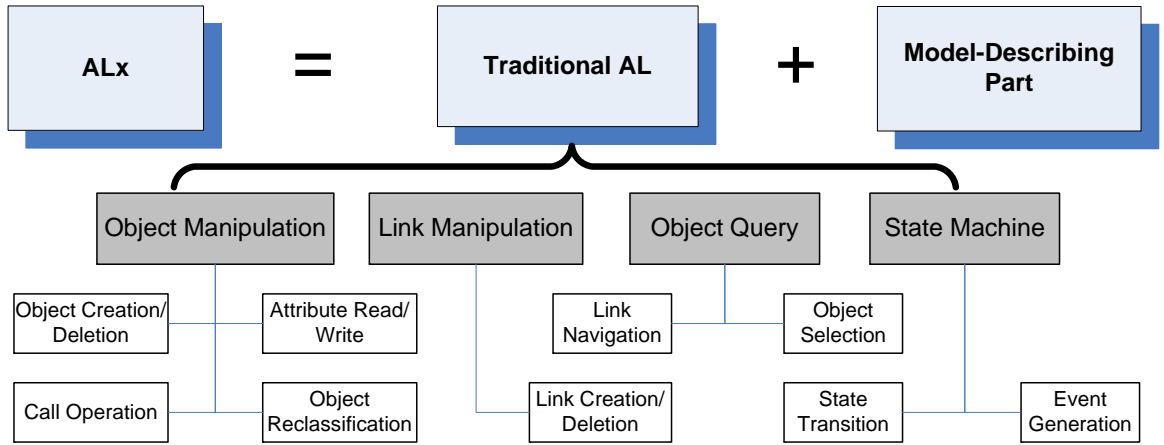 ALx
=
Traditional AL
+
Model-Describing
Part
Object Manipulation
Link Manipulation
Object Query
State Machine
Object Creation/
Deletion
Attribute Read/
Write
Link
Navigation
Object
Selection
Call Operation
Object
Reclassification
Link Creation/
Deletion
State
Transition
Event
Generation